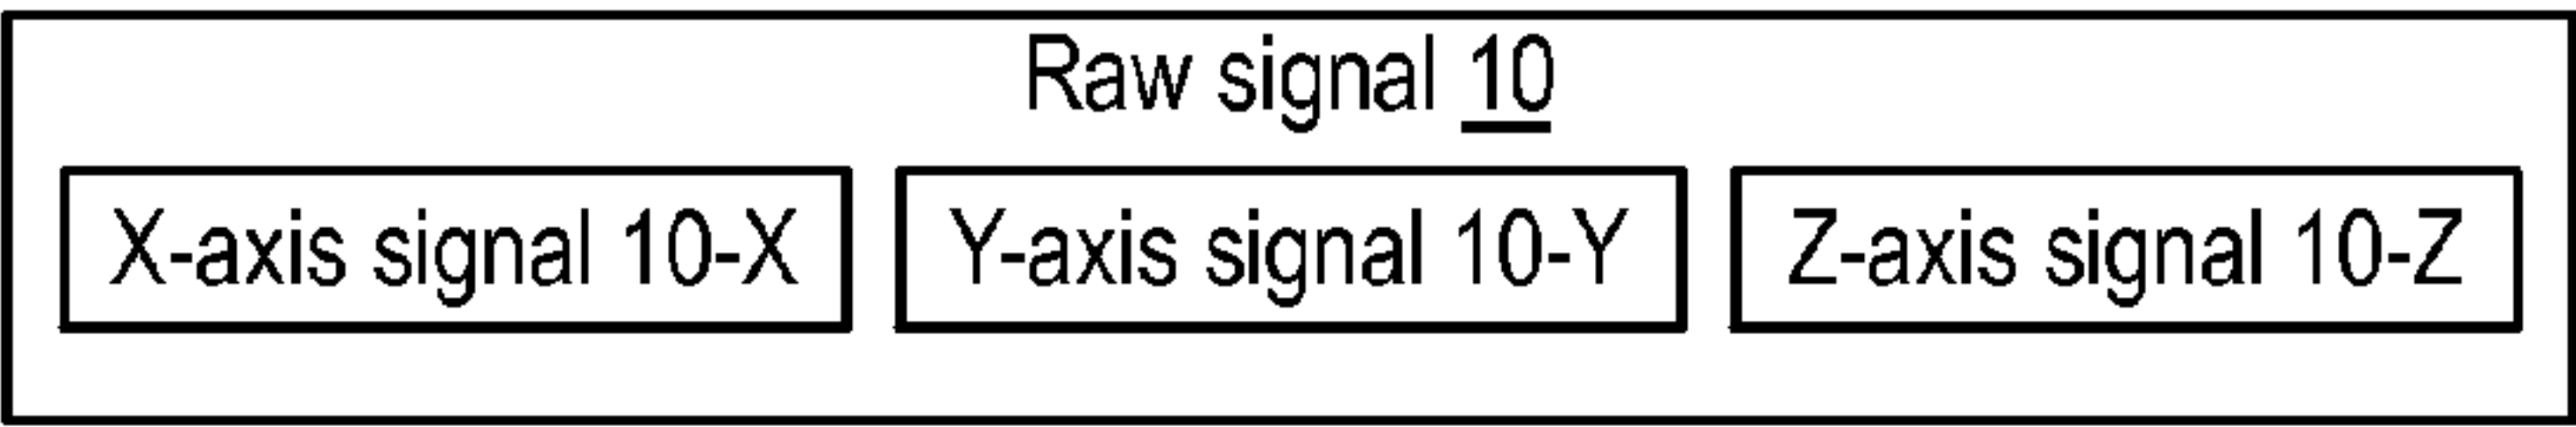 Raw signal 10
X-axis signal 10-X Y-axis signal 10-Y Z-axis signal 10-Z